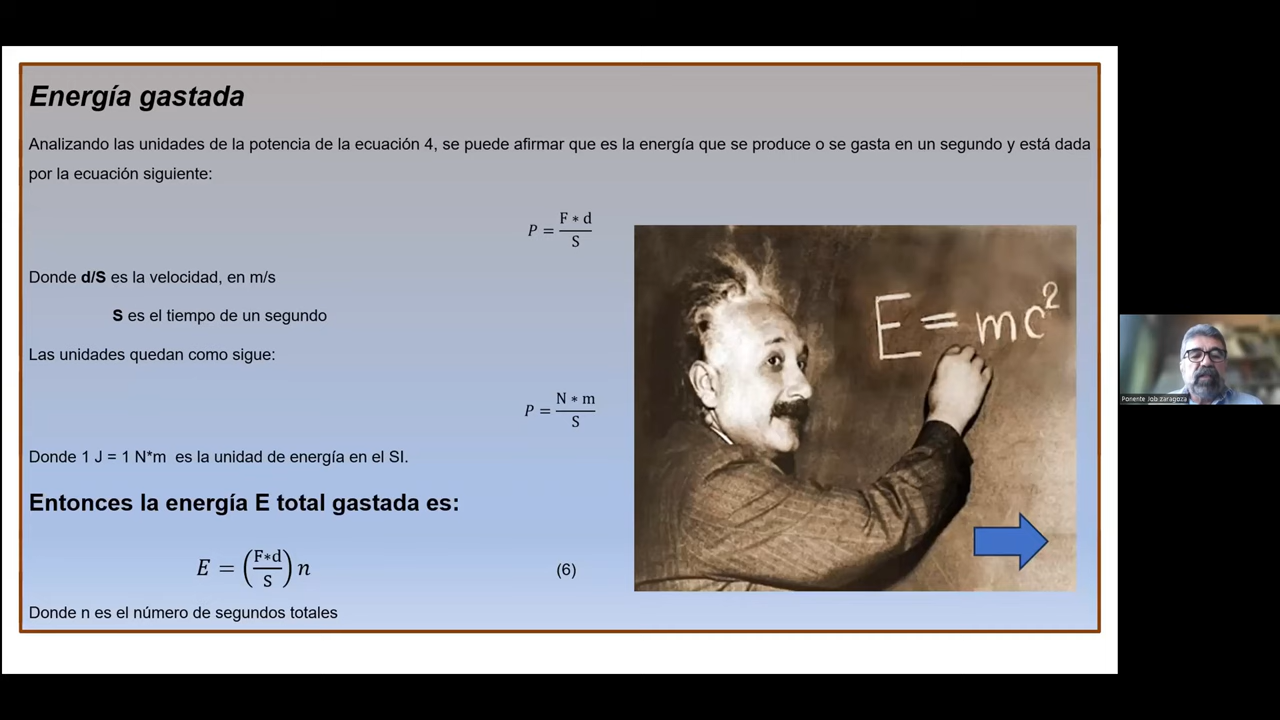 Energía gastada
Analizando las unidades de la potencia de la ecuación 4, se puede afirmar que es la energía que se produce o se gasta en un segundo y está dada
por la ecuación siguiente:
P = F ∗ d / S
Donde d/S es la velocidad, en m/s
S es el tiempo de un segundo
Las unidades quedan como sigue:
P = N ∗ m / S
Donde 1 J = 1 N*m es la unidad de energía en el SI.
Entonces la energía E total gastada es:
E = (F∗d / S) n (6)
Donde n es el número de segundos totales
E = mc²
Ponente Job zaragoza